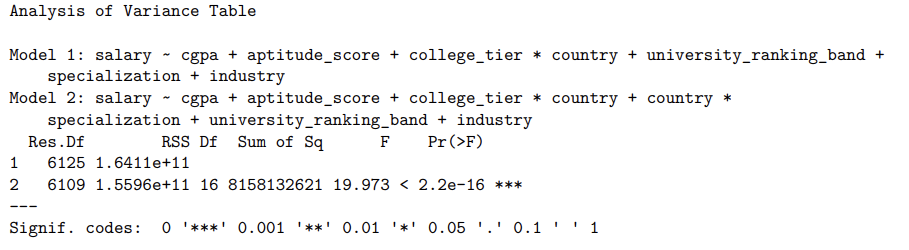 Analysis of Variance Table

Model 1: salary ~ cgpa + aptitude_score + college_tier * country + university_ranking_band +
    specialization + industry
Model 2: salary ~ cgpa + aptitude_score + college_tier * country + country *
    specialization + university_ranking_band + industry
  Res.Df        RSS Df  Sum of Sq      F    Pr(>F)
1   6125 1.6411e+11
2   6109 1.5596e+11 16 8158132621 19.973 < 2.2e-16 ***
---
Signif. codes:  0 '***' 0.001 '**' 0.01 '*' 0.05 '.' 0.1 ' ' 1